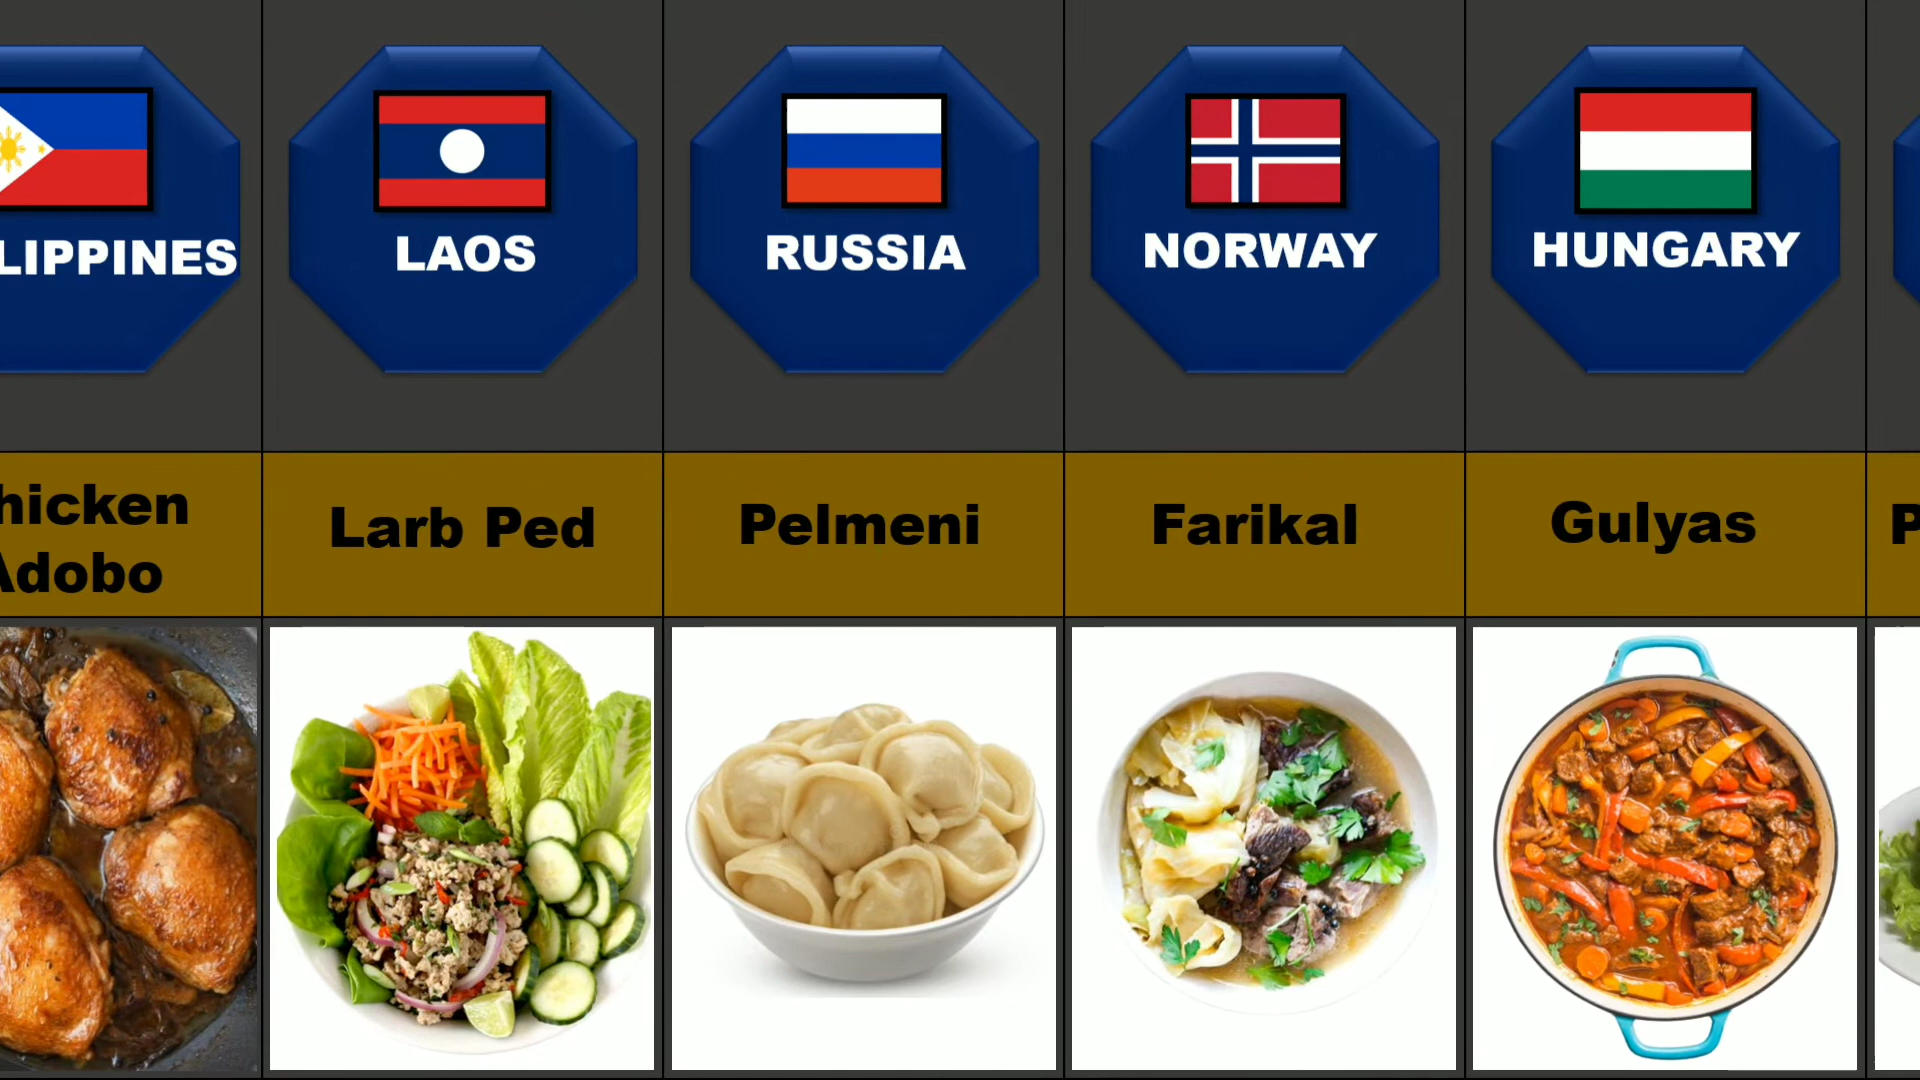 LIPPINES
LAOS
RUSSIA
NORWAY
HUNGARY
hicken
Adobo
Larb Ped
Pelmeni
Farikal
Gulyas
P